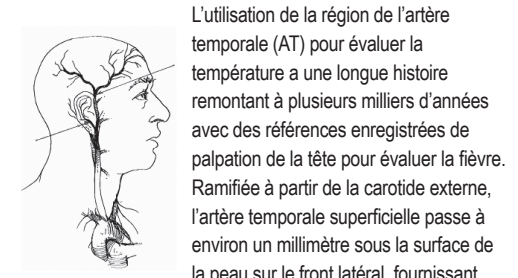 L’utilisation de la région de l’artère
temporale (AT) pour évaluer la
température a une longue histoire
remontant à plusieurs milliers d’années
avec des références enregistrées de
palpation de la tête pour évaluer la fièvre.
Ramifiée à partir de la carotide externe,
l’artère temporale superficielle passe à
environ un millimètre sous la surface de
la peau sur le front latéral, fournissant